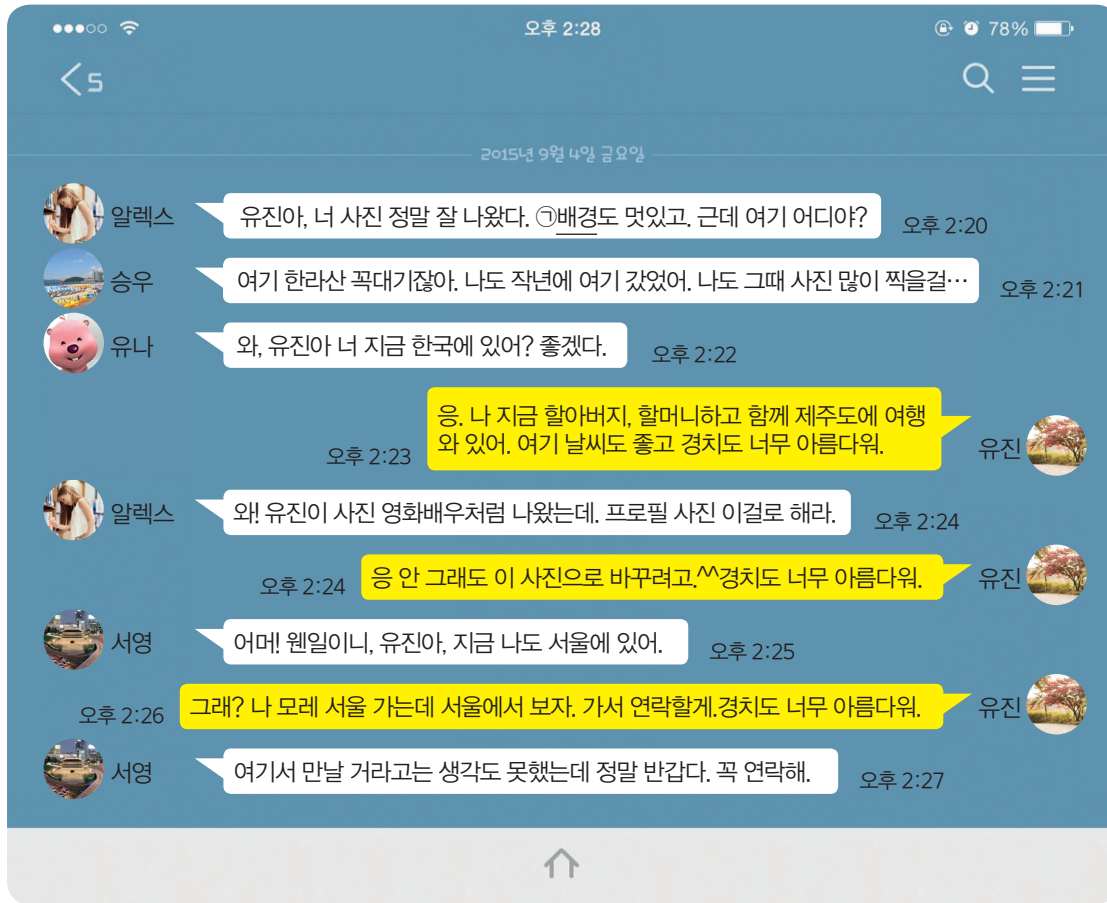 오후 2:28
78%
5
2015년 9월 4일 금요일
알렉스
유진아, 너 사진 정말 잘 나왔다. ㉠배경도 멋있고. 근데 여기 어디야?
오후 2:20
승우
여기 한라산 꼭대기잖아. 나도 작년에 여기 갔었어. 나도 그때 사진 많이 찍을걸…
오후 2:21
유나
와, 유진아 너 지금 한국에 있어? 좋겠다.
오후 2:22
응. 나 지금 할아버지, 할머니하고 함께 제주도에 여행
와 있어. 여기 날씨도 좋고 경치도 너무 아름다워.
오후 2:23
유진
알렉스
와! 유진이 사진 영화배우처럼 나왔는데. 프로필 사진 이걸로 해라.
오후 2:24
오후 2:24
응 안 그래도 이 사진으로 바꾸려고.^^경치도 너무 아름다워.
유진
서영
어머! 웬일이니, 유진아, 지금 나도 서울에 있어.
오후 2:25
오후 2:26
그래? 나 모레 서울 가는데 서울에서 보자. 가서 연락할게.경치도 너무 아름다워.
유진
서영
여기서 만날 거라고는 생각도 못했는데 정말 반갑다. 꼭 연락해.
오후 2:27